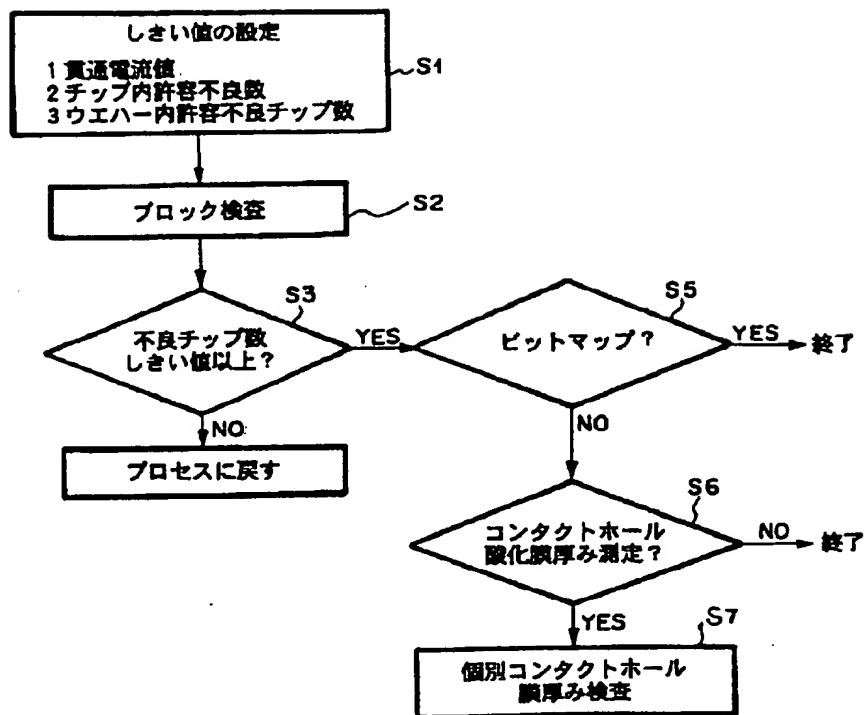 しきい値の設定
1 貫通電流値
2 チップ内許容不良数
3 ウエハー内許容不良チップ数
S1
ブロック検査
S2
S3
不良チップ数
しきい値以上?
YES
NO
プロセスに戻す
S5
ビットマップ?
YES
終了
NO
S6
コンタクトホール
酸化膜厚み測定?
NO
終了
YES
S7
個別コンタクトホール
膜厚み検査